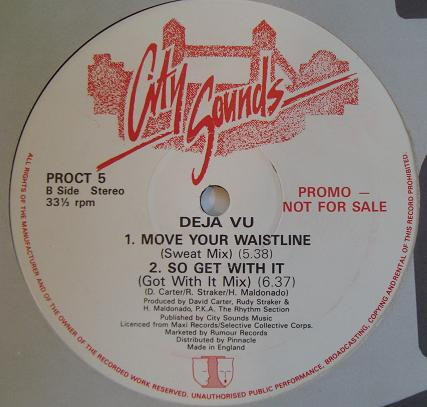 City Sounds
PROCT 5
B Side Stereo
33⅓ rpm
PROMO –
NOT FOR SALE
DEJA VU
1. MOVE YOUR WAISTLINE
(Sweat Mix) (5.38)
2. SO GET WITH IT
(Got With It Mix) (6.37)
(D. Carter/R. Straker/H. Maldonado)
Produced by David Carter, Rudy Straker &
H. Maldonado, P.K.A. The Rhythm Section
Published by City Sounds Music
Licenced from Maxi Records/Selective Collective Corps.
Marketed by Rumour Records
Distributed by Pinnacle
Made in England
ALL RIGHTS OF THE MANUFACTURER AND OF THE OWNER OF THE RECORDED WORK RESERVED. UNAUTHORISED PUBLIC PERFORMANCE, BROADCASTING, COPYING AND RENTAL OF THIS RECORD PROHIBITED.